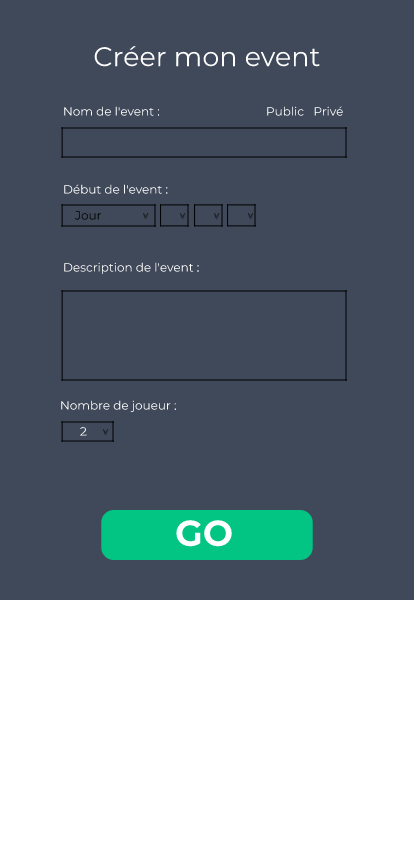 Créer mon event
Nom de l'event : Public Privé
Début de l'event :
Jour
Description de l'event :
Nombre de joueur :
2
GO